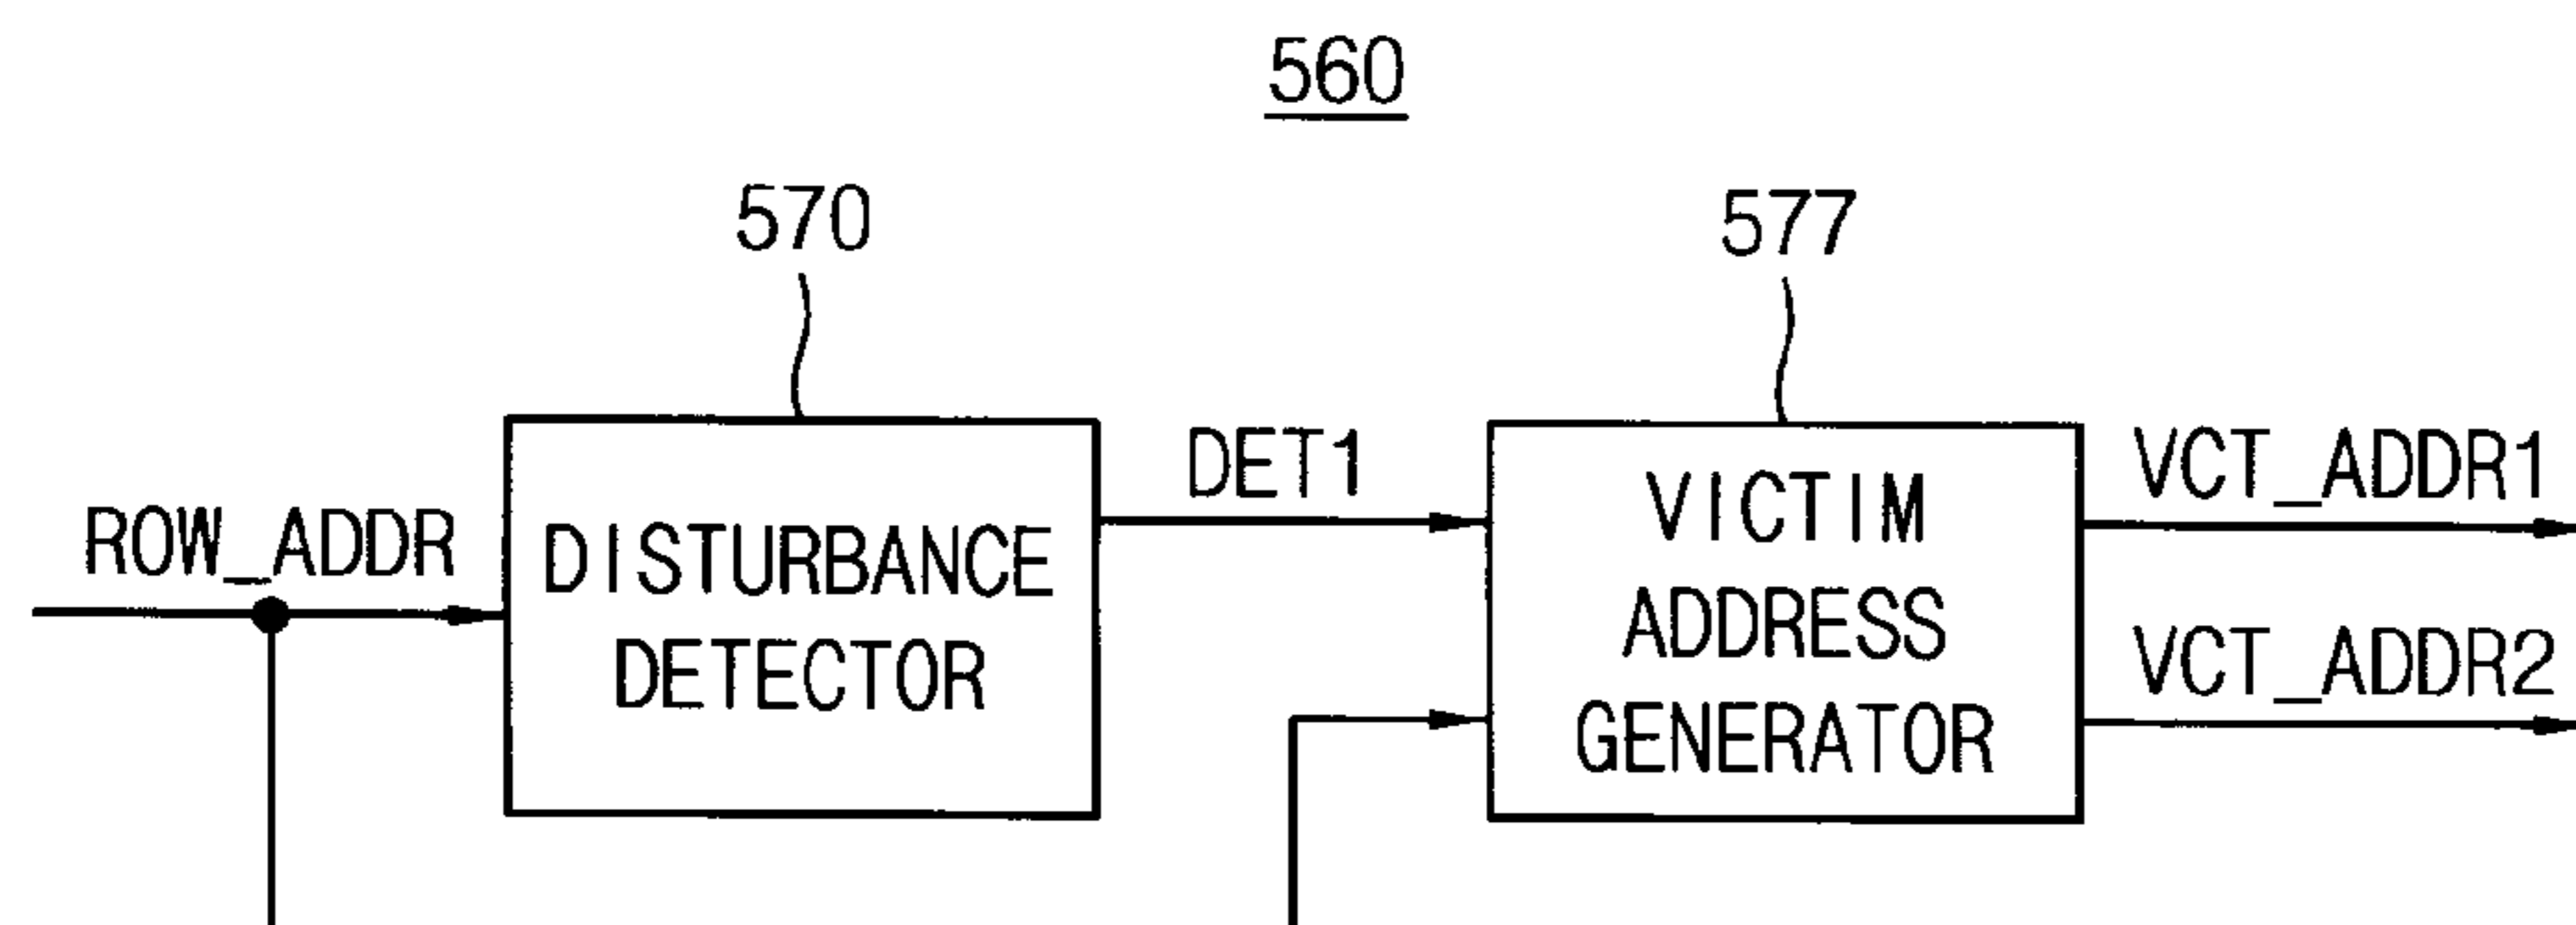 560
570
577
ROW_ADDR
DISTURBANCE
DETECTOR
DET1
VICTIM
ADDRESS
GENERATOR
VCT_ADDR1
VCT_ADDR2